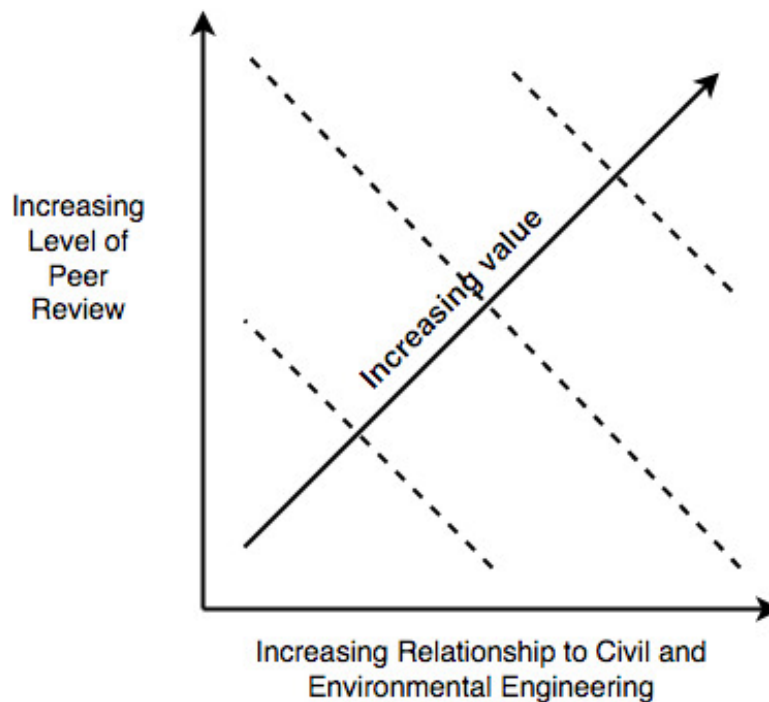 Increasing
Level of
Peer
Review
Increasing value
Increasing Relationship to Civil and
Environmental Engineering